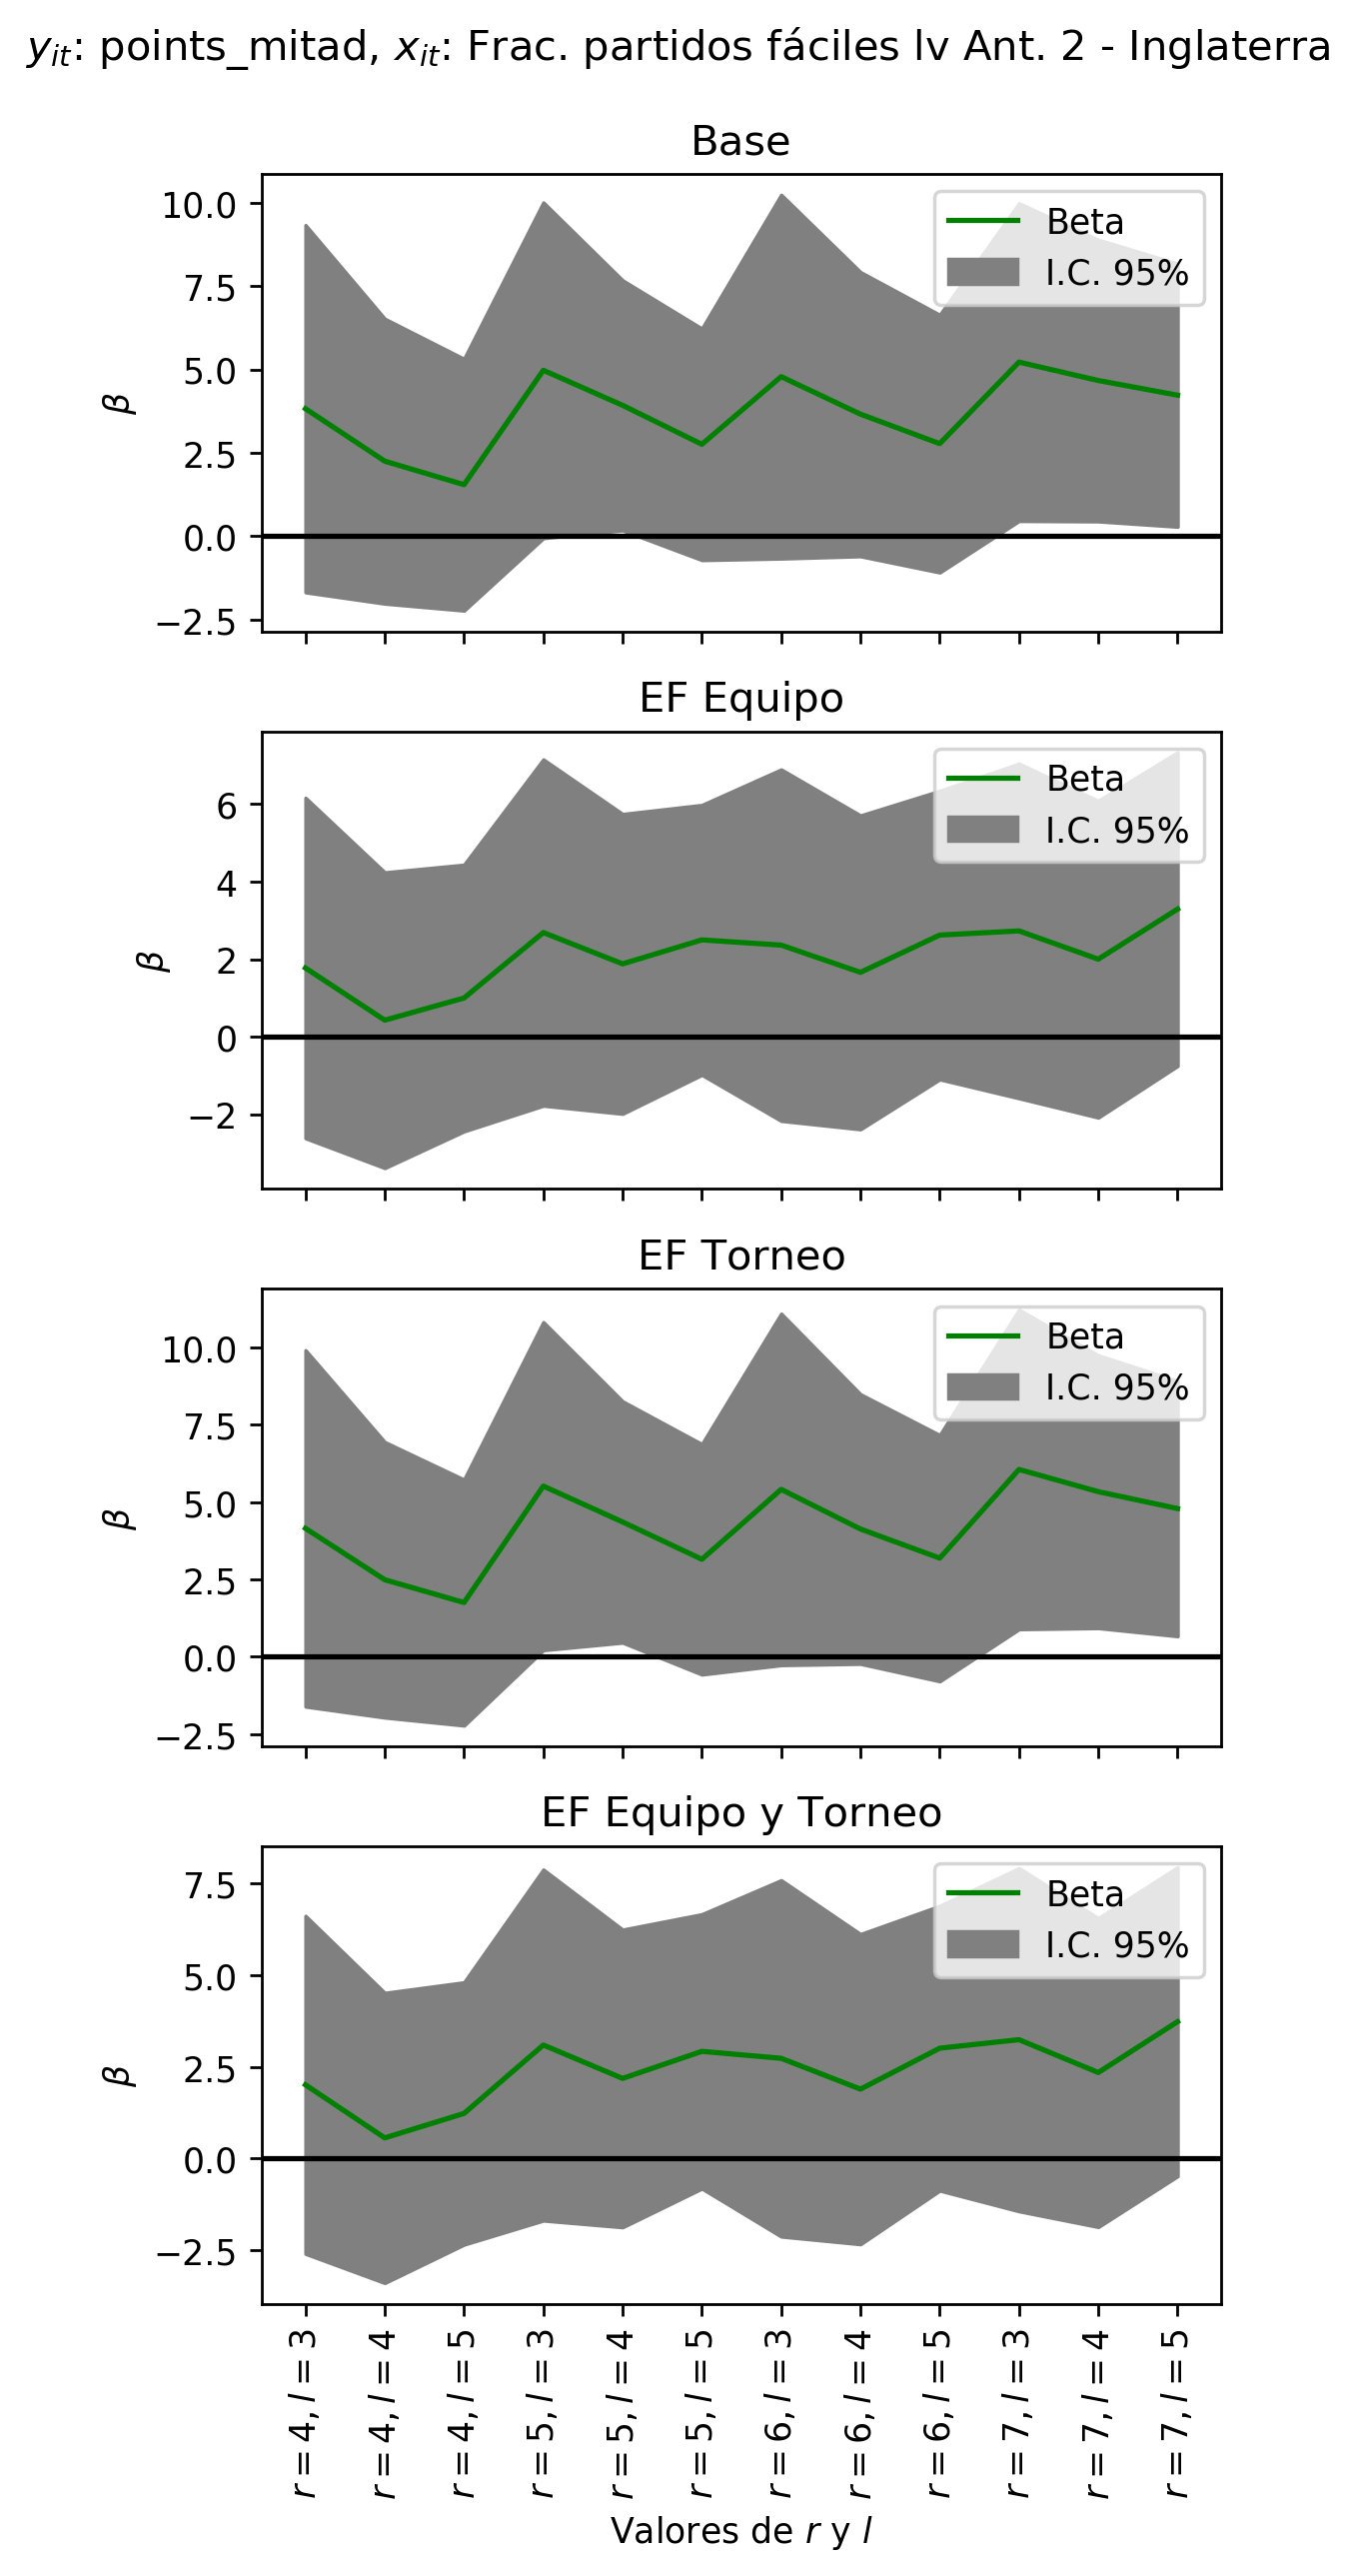 y_it: points_mitad, x_it: Frac. partidos fáciles lv Ant. 2 - Inglaterra
Base
10.0
7.5
5.0
2.5
0.0
−2.5
β
Beta
I.C. 95%
EF Equipo
6
4
2
0
−2
β
Beta
I.C. 95%
EF Torneo
10.0
7.5
5.0
2.5
0.0
−2.5
β
Beta
I.C. 95%
EF Equipo y Torneo
7.5
5.0
2.5
0.0
−2.5
β
Beta
I.C. 95%
r = 4, l = 3
r = 4, l = 4
r = 4, l = 5
r = 5, l = 3
r = 5, l = 4
r = 5, l = 5
r = 6, l = 3
r = 6, l = 4
r = 6, l = 5
r = 7, l = 3
r = 7, l = 4
r = 7, l = 5
Valores de r y l